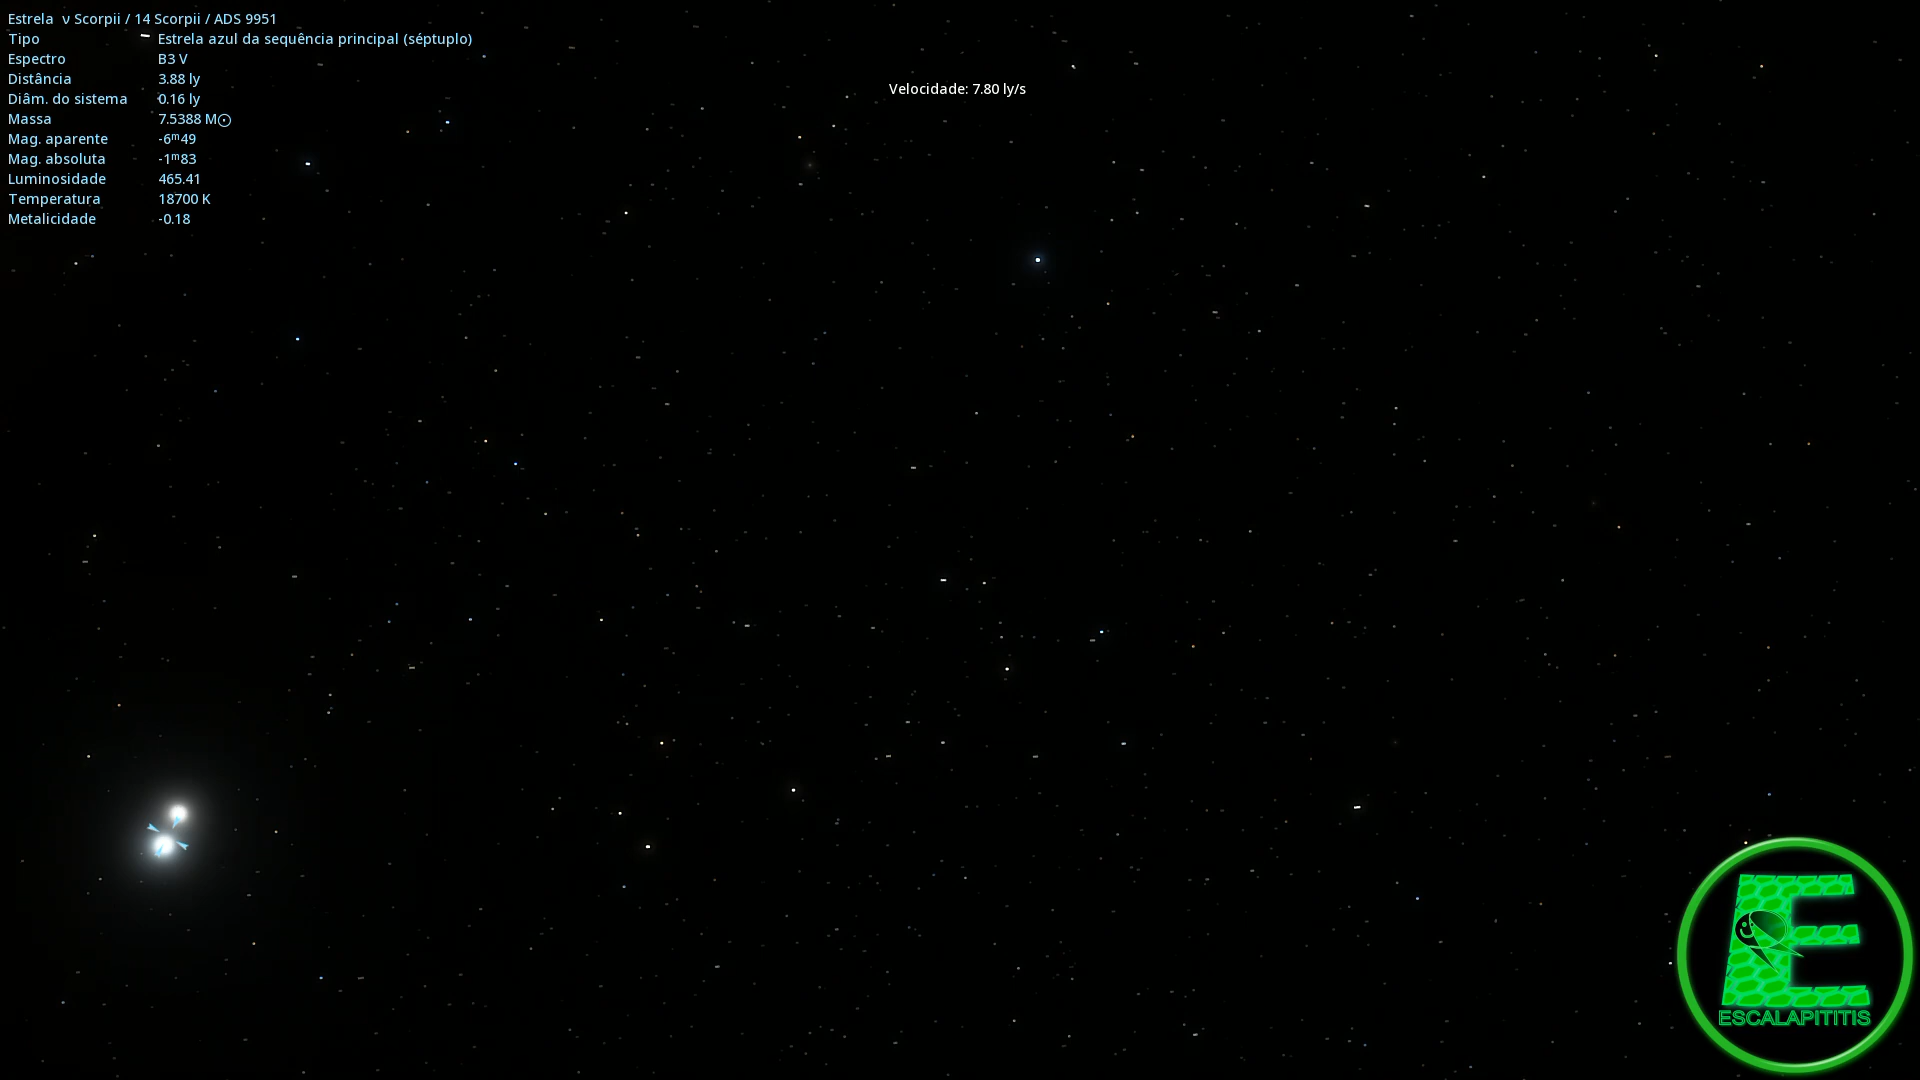 Estrela ν Scorpii / 14 Scorpii / ADS 9951
Tipo Estrela azul da sequência principal (séptuplo)
Espectro B3 V
Distância 3.88 ly
Diâm. do sistema 0.16 ly
Massa 7.5388 M☉
Mag. aparente -6ᵐ49
Mag. absoluta -1ᵐ83
Luminosidade 465.41
Temperatura 18700 K
Metalicidade -0.18
Velocidade: 7.80 ly/s
E
ESCALAPITITIS